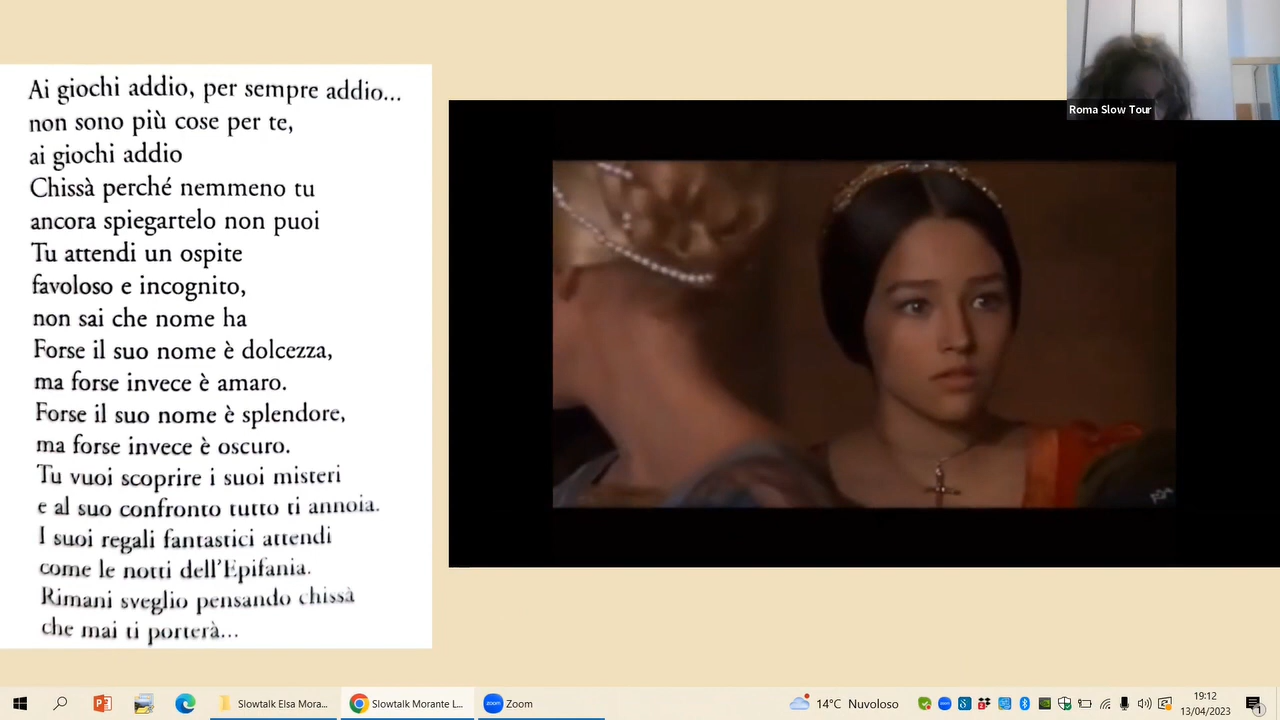 Ai giochi addio, per sempre addio...
non sono più cose per te,
ai giochi addio
Chissà perché nemmeno tu
ancora spiegartelo non puoi
Tu attendi un ospite
favoloso e incognito,
non sai che nome ha
Forse il suo nome è dolcezza,
ma forse invece è amaro.
Forse il suo nome è splendore,
ma forse invece è oscuro.
Tu vuoi scoprire i suoi misteri
e al suo confronto tutto ti annoia.
I suoi regali fantastici attendi
come le notti dell'Epifania.
Rimani sveglio pensando chissà
che mai ti porterà...
Roma Slow Tour
Slowtalk Elsa Mora...
Slowtalk Morante L...
zoom
Zoom
14°C Nuvoloso
19:12
13/04/2023
1